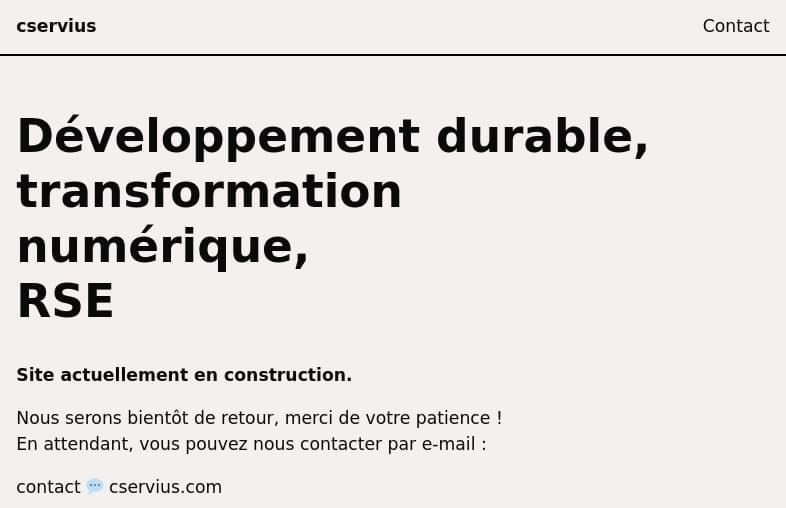 cservius
Contact
Développement durable,
transformation
numérique,
RSE
Site actuellement en construction.
Nous serons bientôt de retour, merci de votre patience !
En attendant, vous pouvez nous contacter par e-mail :
contact 💬 cservius.com